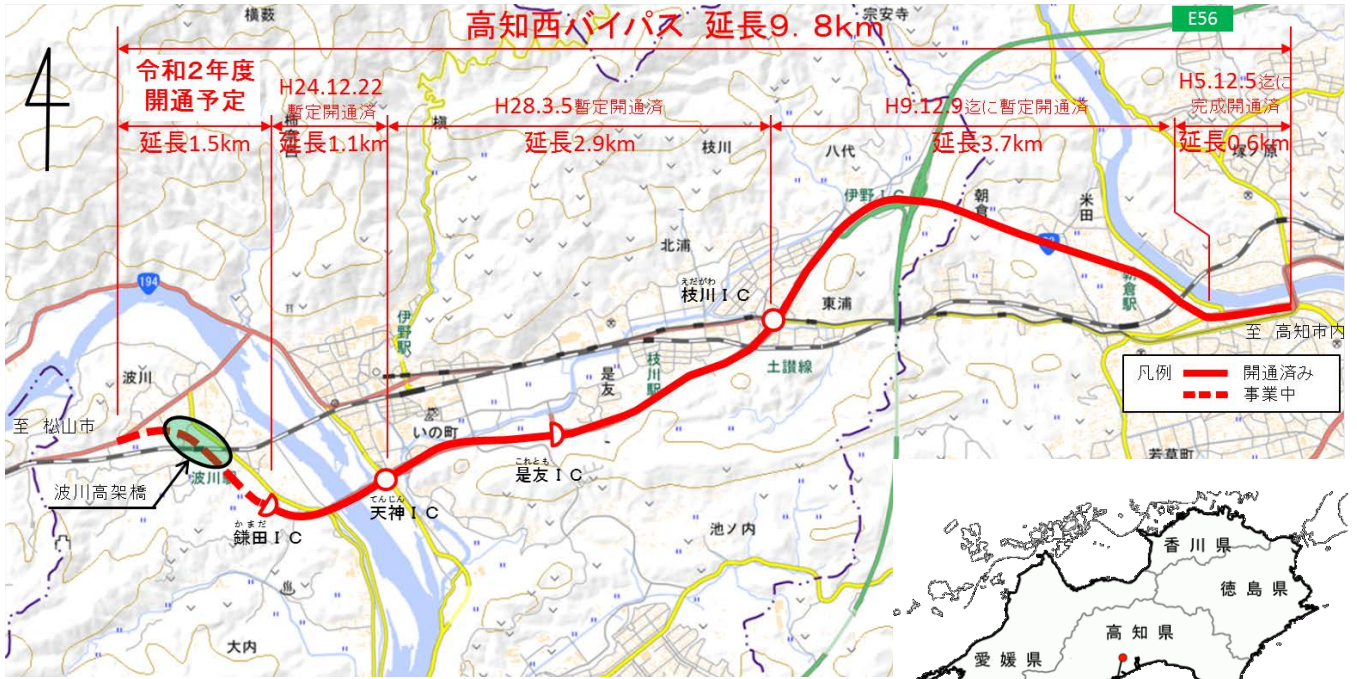 横藪
宗安寺
E56
高知西バイパス 延長9.8km
令和2年度
開通予定
H24.12.22
暫定開通済
H28.3.5暫定開通済
H9.12.9迄に暫定開通済
H5.12.5迄に
完成開通済
延長1.5km
延長1.1km
延長2.9km
延長3.7km
延長0.6km
槇
枝川
八代
塚ノ原
伊野IC
朝倉
米田
北浦
194
えだがわ
枝川IC
東浦
朝倉駅
至 高知市内
伊野駅
枝川駅
土讃線
是友
凡例
開通済み
事業中
波川
至 松山市
いの町
波川駅
波川高架橋
これとも
是友IC
てんじん
天神IC
かまだ
鎌田IC
若草町
池ノ内
大内
香川県
徳島県
高知県
愛媛県